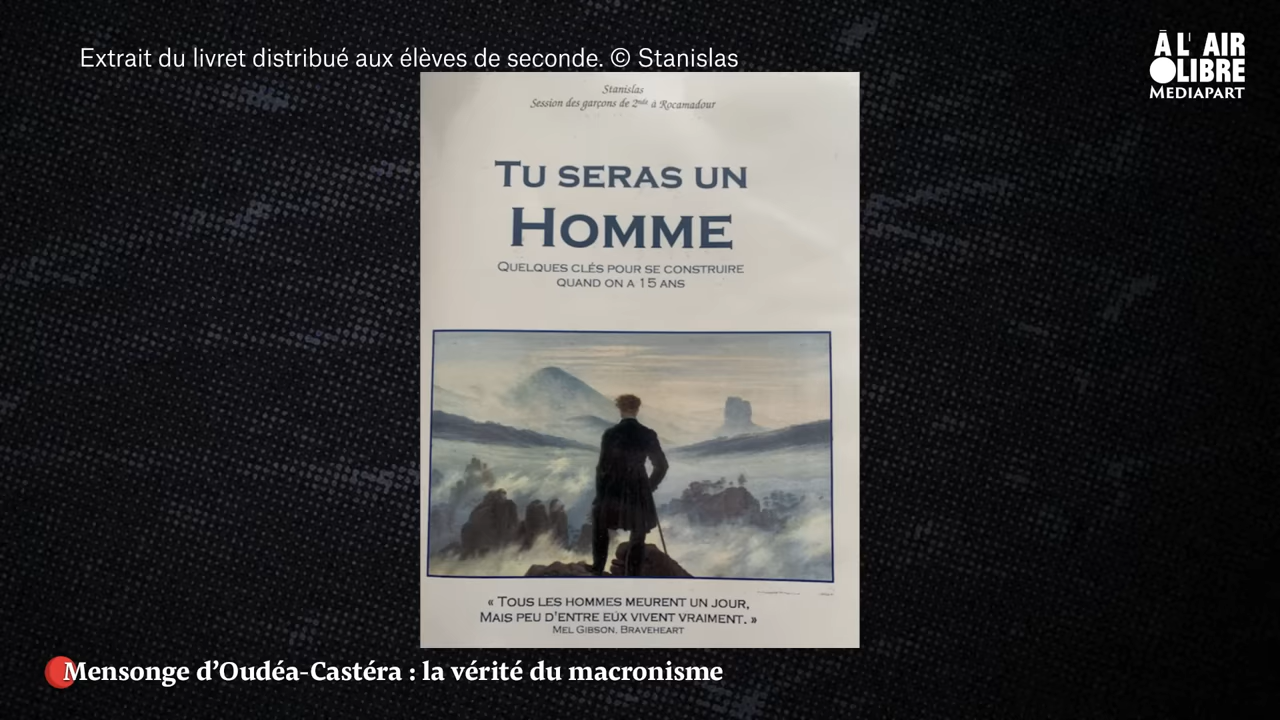 Extrait du livret distribué aux élèves de seconde. © Stanislas
À L' AIR
LIBRE
MEDIAPART
Stanislas
Session des garçons de 2ndes à Rocamadour
TU SERAS UN
HOMME
QUELQUES CLÉS POUR SE CONSTRUIRE
QUAND ON A 15 ANS
« TOUS LES HOMMES MEURENT UN JOUR,
MAIS PEU D'ENTRE EUX VIVENT VRAIMENT. »
MEL GIBSON, BRAVEHEART
Mensonge d’Oudéa-Castéra : la vérité du macronisme